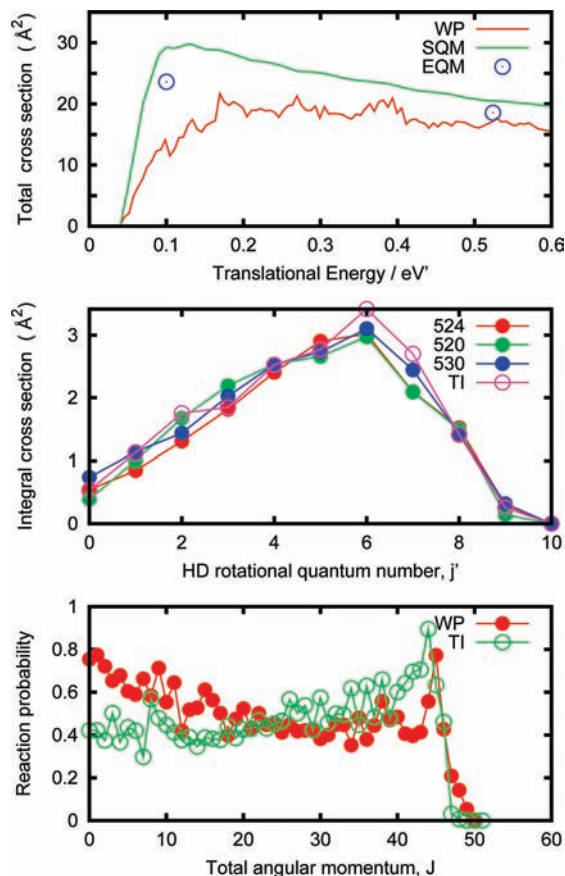 Total cross section ( Å²)
30
20
10
0
WP
SQM
EQM
0 0.1 0.2 0.3 0.4 0.5 0.6
Translational Energy / eV'
Integral cross section ( Å²)
3
2
1
0
524
520
530
TI
0 2 4 6 8 10
HD rotational quantum number, j'
Reaction probability
1
0.8
0.6
0.4
0.2
0
WP
TI
0 10 20 30 40 50 60
Total angular momentum, J